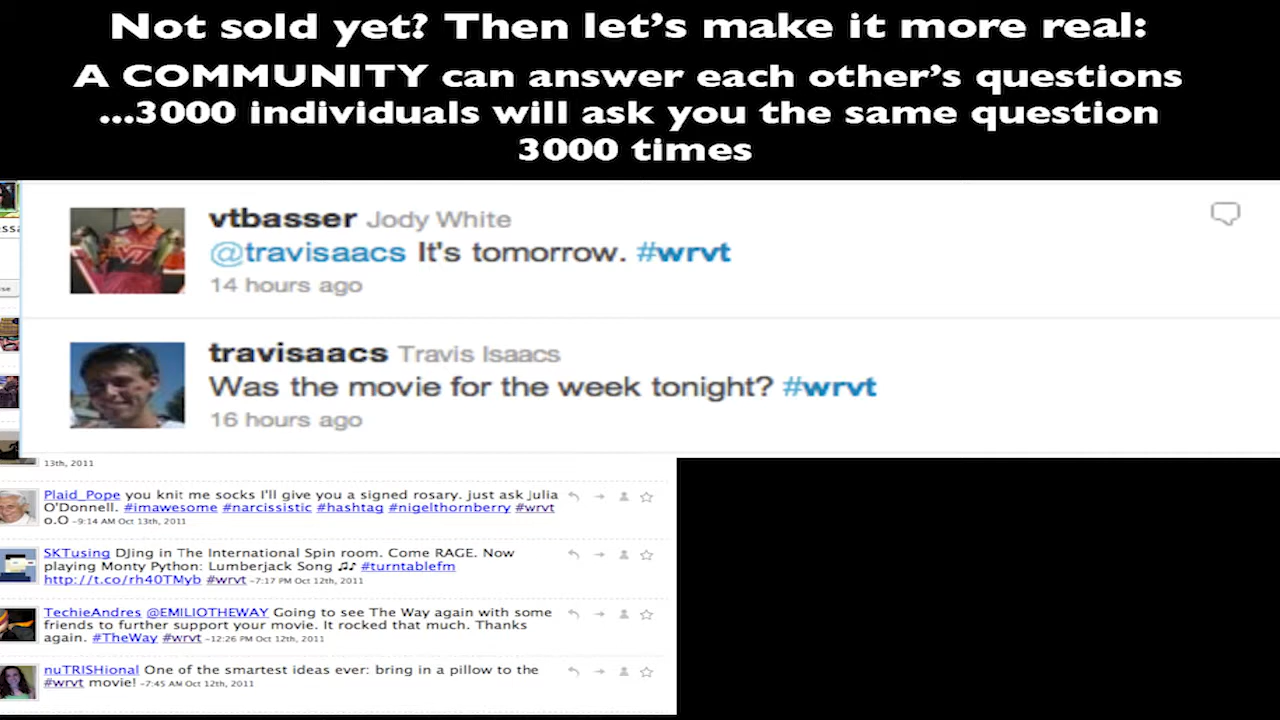 Not sold yet? Then let's make it more real:
A COMMUNITY can answer each other's questions
...3000 individuals will ask you the same question
3000 times
vtbasser Jody White
@travisaacs It's tomorrow. #wrvt
14 hours ago
travisaacs Travis Isaacs
Was the movie for the week tonight? #wrvt
16 hours ago
13th, 2011
Plaid_Pope you knit me socks I'll give you a signed rosary. just ask Julia
O'Donnell. #imawesome #narcissistic #hashtag #nigelthornberry #wrvt
o.O -9:14 AM Oct 13th, 2011
SKTusing DJing in The International Spin room. Come RAGE. Now
playing Monty Python: Lumberjack Song ♫♪ #turntablefm
http://t.co/rh40TMyb #wrvt -7:17 PM Oct 12th, 2011
TechieAndres @EMILIOTHEWAY Going to see The Way again with some
friends to further support your movie. It rocked that much. Thanks
again. #TheWay #wrvt -12:26 PM Oct 12th, 2011
nuTRISHional One of the smartest ideas ever: bring in a pillow to the
#wrvt movie! -7:45 AM Oct 12th, 2011